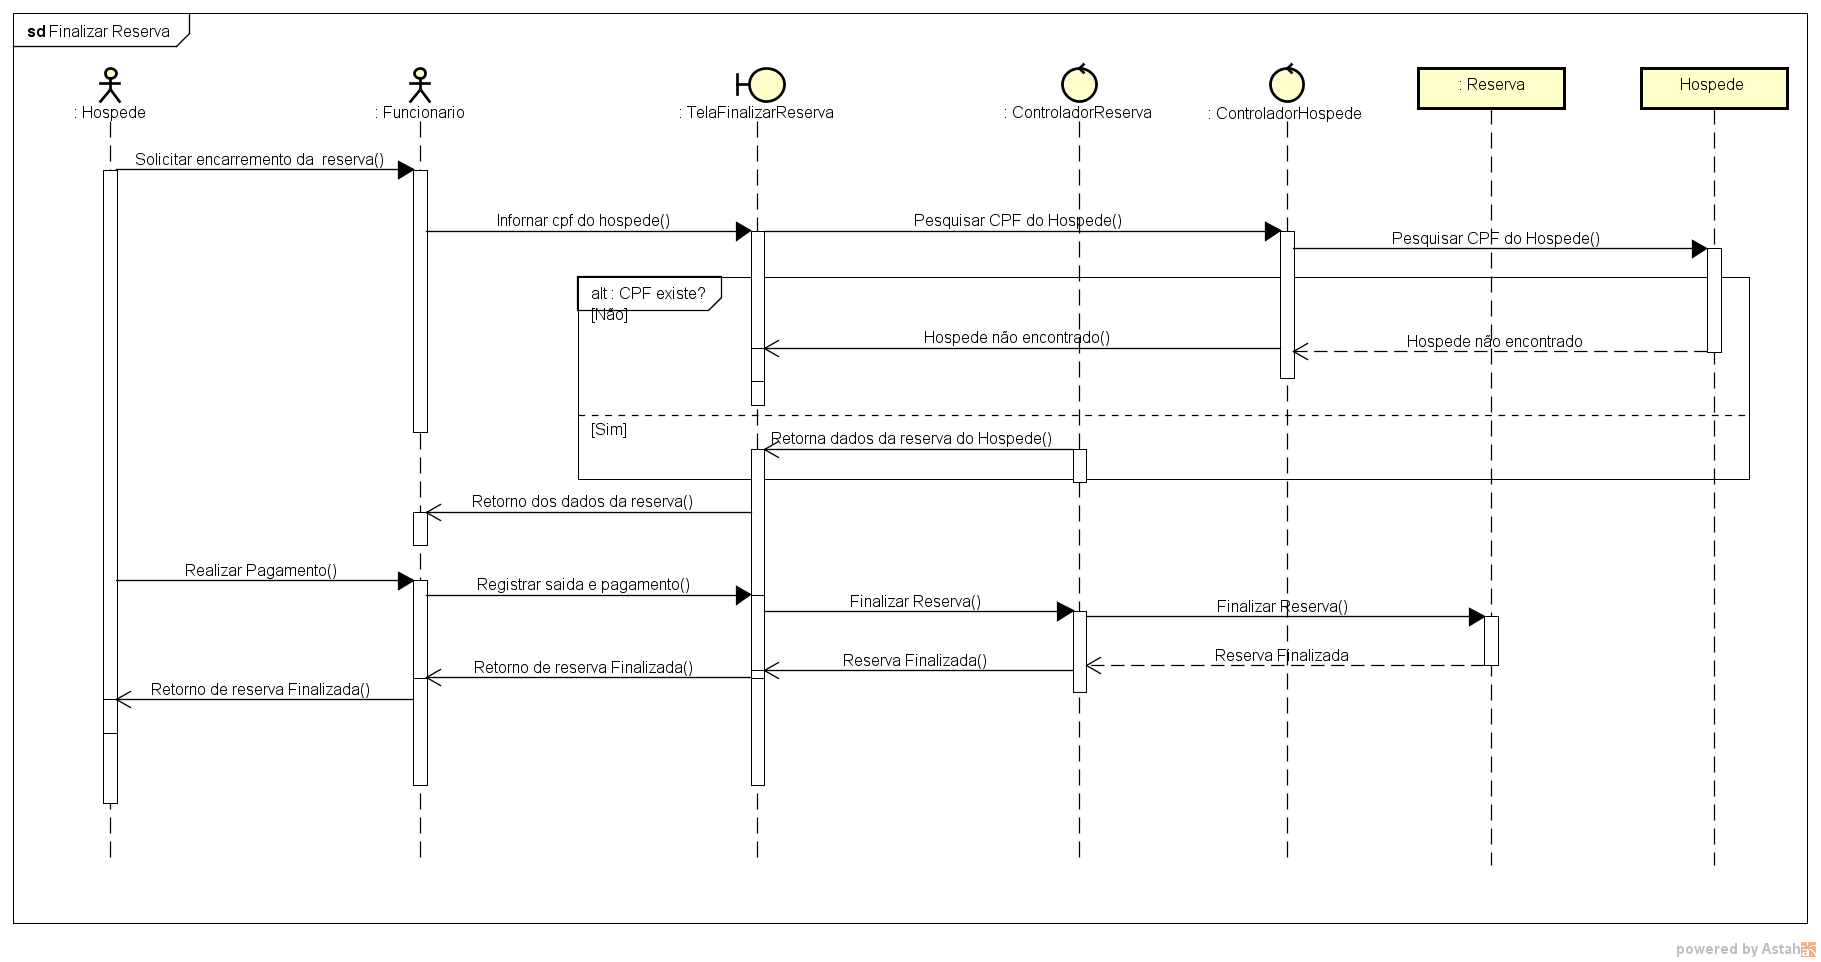 sd Finalizar Reserva
: Hospede
: Funcionario
: TelaFinalizarReserva
: ControladorReserva
: ControladorHospede
: Reserva
Hospede
Solicitar encarremento da  reserva()
Infornar cpf do hospede()
Pesquisar CPF do Hospede()
Pesquisar CPF do Hospede()
alt : CPF existe?
[Não]
Hospede não encontrado()
Hospede não encontrado
[Sim]
Retorna dados da reserva do Hospede()
Retorno dos dados da reserva()
Realizar Pagamento()
Registrar saida e pagamento()
Finalizar Reserva()
Finalizar Reserva()
Reserva Finalizada
Reserva Finalizada()
Retorno de reserva Finalizada()
Retorno de reserva Finalizada()
powered by Astah